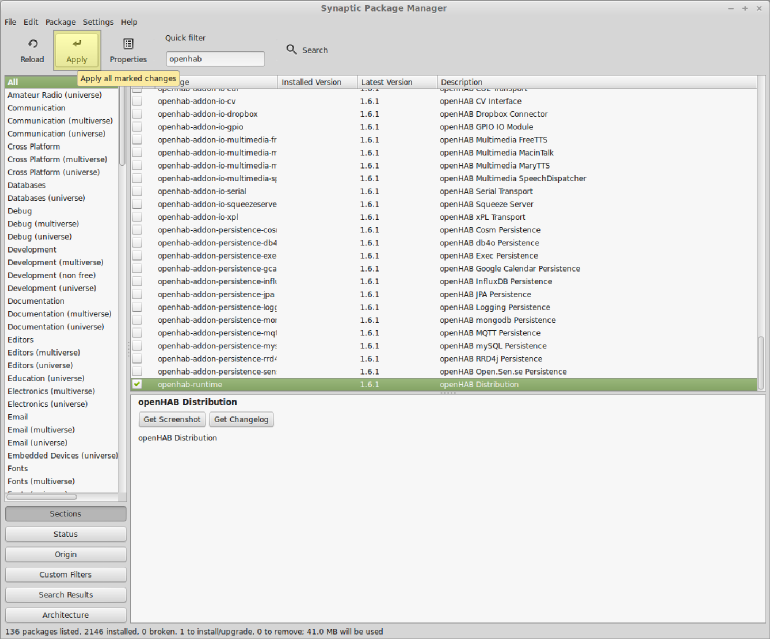 Synaptic Package Manager
File Edit Package Settings Help
Reload
Apply
Properties
Quick filter
openhab
Search
Apply all marked changes
All
Amateur Radio (universe)
Communication
Communication (multiverse)
Communication (universe)
Cross Platform
Cross Platform (multiverse)
Cross Platform (universe)
Databases
Databases (universe)
Debug
Debug (multiverse)
Debug (universe)
Development
Development (multiverse)
Development (non free)
Development (universe)
Documentation
Documentation (multiverse)
Documentation (universe)
Editors
Editors (multiverse)
Editors (universe)
Education (universe)
Electronics (multiverse)
Electronics (universe)
Email
Email (multiverse)
Email (universe)
Embedded Devices (universe)
Fonts
Fonts (multiverse)
Sections
Status
Origin
Custom Filters
Search Results
Architecture
Installed Version Latest Version Description
openhab-addon-io-cv 1.6.1 openHAB CV Interface
openhab-addon-io-dropbox 1.6.1 openHAB Dropbox Connector
openhab-addon-io-gpio 1.6.1 openHAB GPIO IO Module
openhab-addon-io-multimedia-fr 1.6.1 openHAB Multimedia FreeTTS
openhab-addon-io-multimedia-m 1.6.1 openHAB Multimedia MacinTalk
openhab-addon-io-multimedia-m 1.6.1 openHAB Multimedia MaryTTS
openhab-addon-io-multimedia-sp 1.6.1 openHAB Multimedia SpeechDispatcher
openhab-addon-io-serial 1.6.1 openHAB Serial Transport
openhab-addon-io-squeezeserve 1.6.1 openHAB Squeeze Server
openhab-addon-io-xpl 1.6.1 openHAB xPL Transport
openhab-addon-persistence-cosm 1.6.1 openHAB Cosm Persistence
openhab-addon-persistence-db4 1.6.1 openHAB db4o Persistence
openhab-addon-persistence-exe 1.6.1 openHAB Exec Persistence
openhab-addon-persistence-gca 1.6.1 openHAB Google Calendar Persistence
openhab-addon-persistence-influ 1.6.1 openHAB InfluxDB Persistence
openhab-addon-persistence-jpa 1.6.1 openHAB JPA Persistence
openhab-addon-persistence-logg 1.6.1 openHAB Logging Persistence
openhab-addon-persistence-mon 1.6.1 openHAB mongodb Persistence
openhab-addon-persistence-mqt 1.6.1 openHAB MQTT Persistence
openhab-addon-persistence-mys 1.6.1 openHAB mySQL Persistence
openhab-addon-persistence-rrd4 1.6.1 openHAB RRD4j Persistence
openhab-addon-persistence-sen 1.6.1 openHAB Open.Sen.se Persistence
openhab-runtime 1.6.1 openHAB Distribution
openHAB Distribution
Get Screenshot Get Changelog
openHAB Distribution
136 packages listed, 2146 installed, 0 broken. 1 to install/upgrade, 0 to remove; 41.0 MB will be used